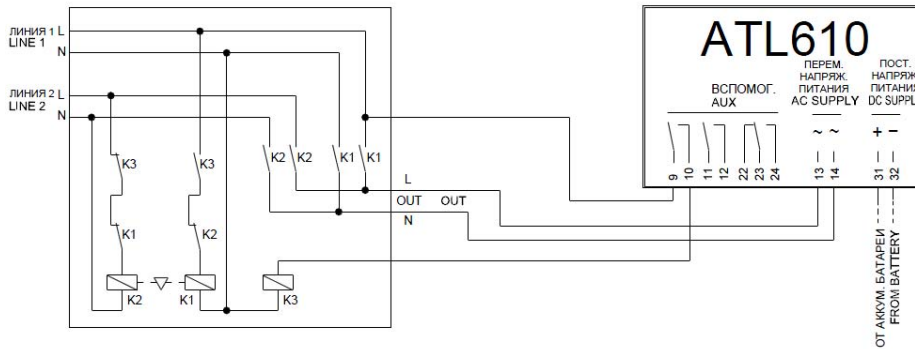 ЛИНИЯ 1 L
LINE 1
N
ЛИНИЯ 2 L
LINE 2
N
K3
K3
K2
K2
K1
K1
K1
K2
K2
K1
K3
L
OUT
OUT
N
ATL610
ВСПОМОГ.
AUX
ПЕРЕМ.
НАПРЯЖ.
ПИТАНИЯ
AC SUPPLY
ПОСТ.
НАПРЯЖ
ПИТАНИЯ
DC SUPPL
~ ~
+ −
9
10
11
12
22
23
24
13
14
31
32
ОТ АККУМ. БАТАРЕИ
FROM BATTERY